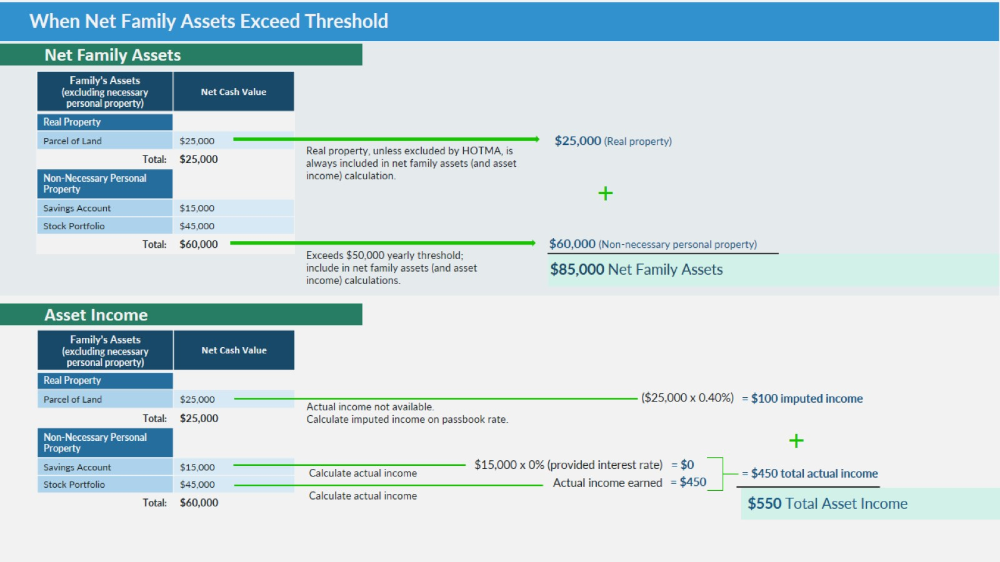 When Net Family Assets Exceed Threshold
Net Family Assets
Family's Assets
(excluding necessary
personal property)
Net Cash Value
Real Property
Parcel of Land
$25,000
$25,000 (Real property)
Real property, unless excluded by HOTMA, is
always included in net family assets (and asset
income) calculation.
Total:
$25,000
Non-Necessary Personal
Property
+
Savings Account
$15,000
Stock Portfolio
$45,000
Total:
$60,000
$60,000 (Non-necessary personal property)
Exceeds $50,000 yearly threshold;
include in net family assets (and asset
income) calculations.
$85,000 Net Family Assets
Asset Income
Family's Assets
(excluding necessary
personal property)
Net Cash Value
Real Property
Parcel of Land
$25,000
($25,000 x 0.40%)
= $100 imputed income
Actual income not available.
Calculate imputed income on passbook rate.
Total:
$25,000
Non-Necessary Personal
Property
+
Savings Account
$15,000
Calculate actual income
$15,000 x 0% (provided interest rate)
= $0
= $450 total actual income
Stock Portfolio
$45,000
Calculate actual income
Actual income earned
= $450
Total:
$60,000
$550 Total Asset Income